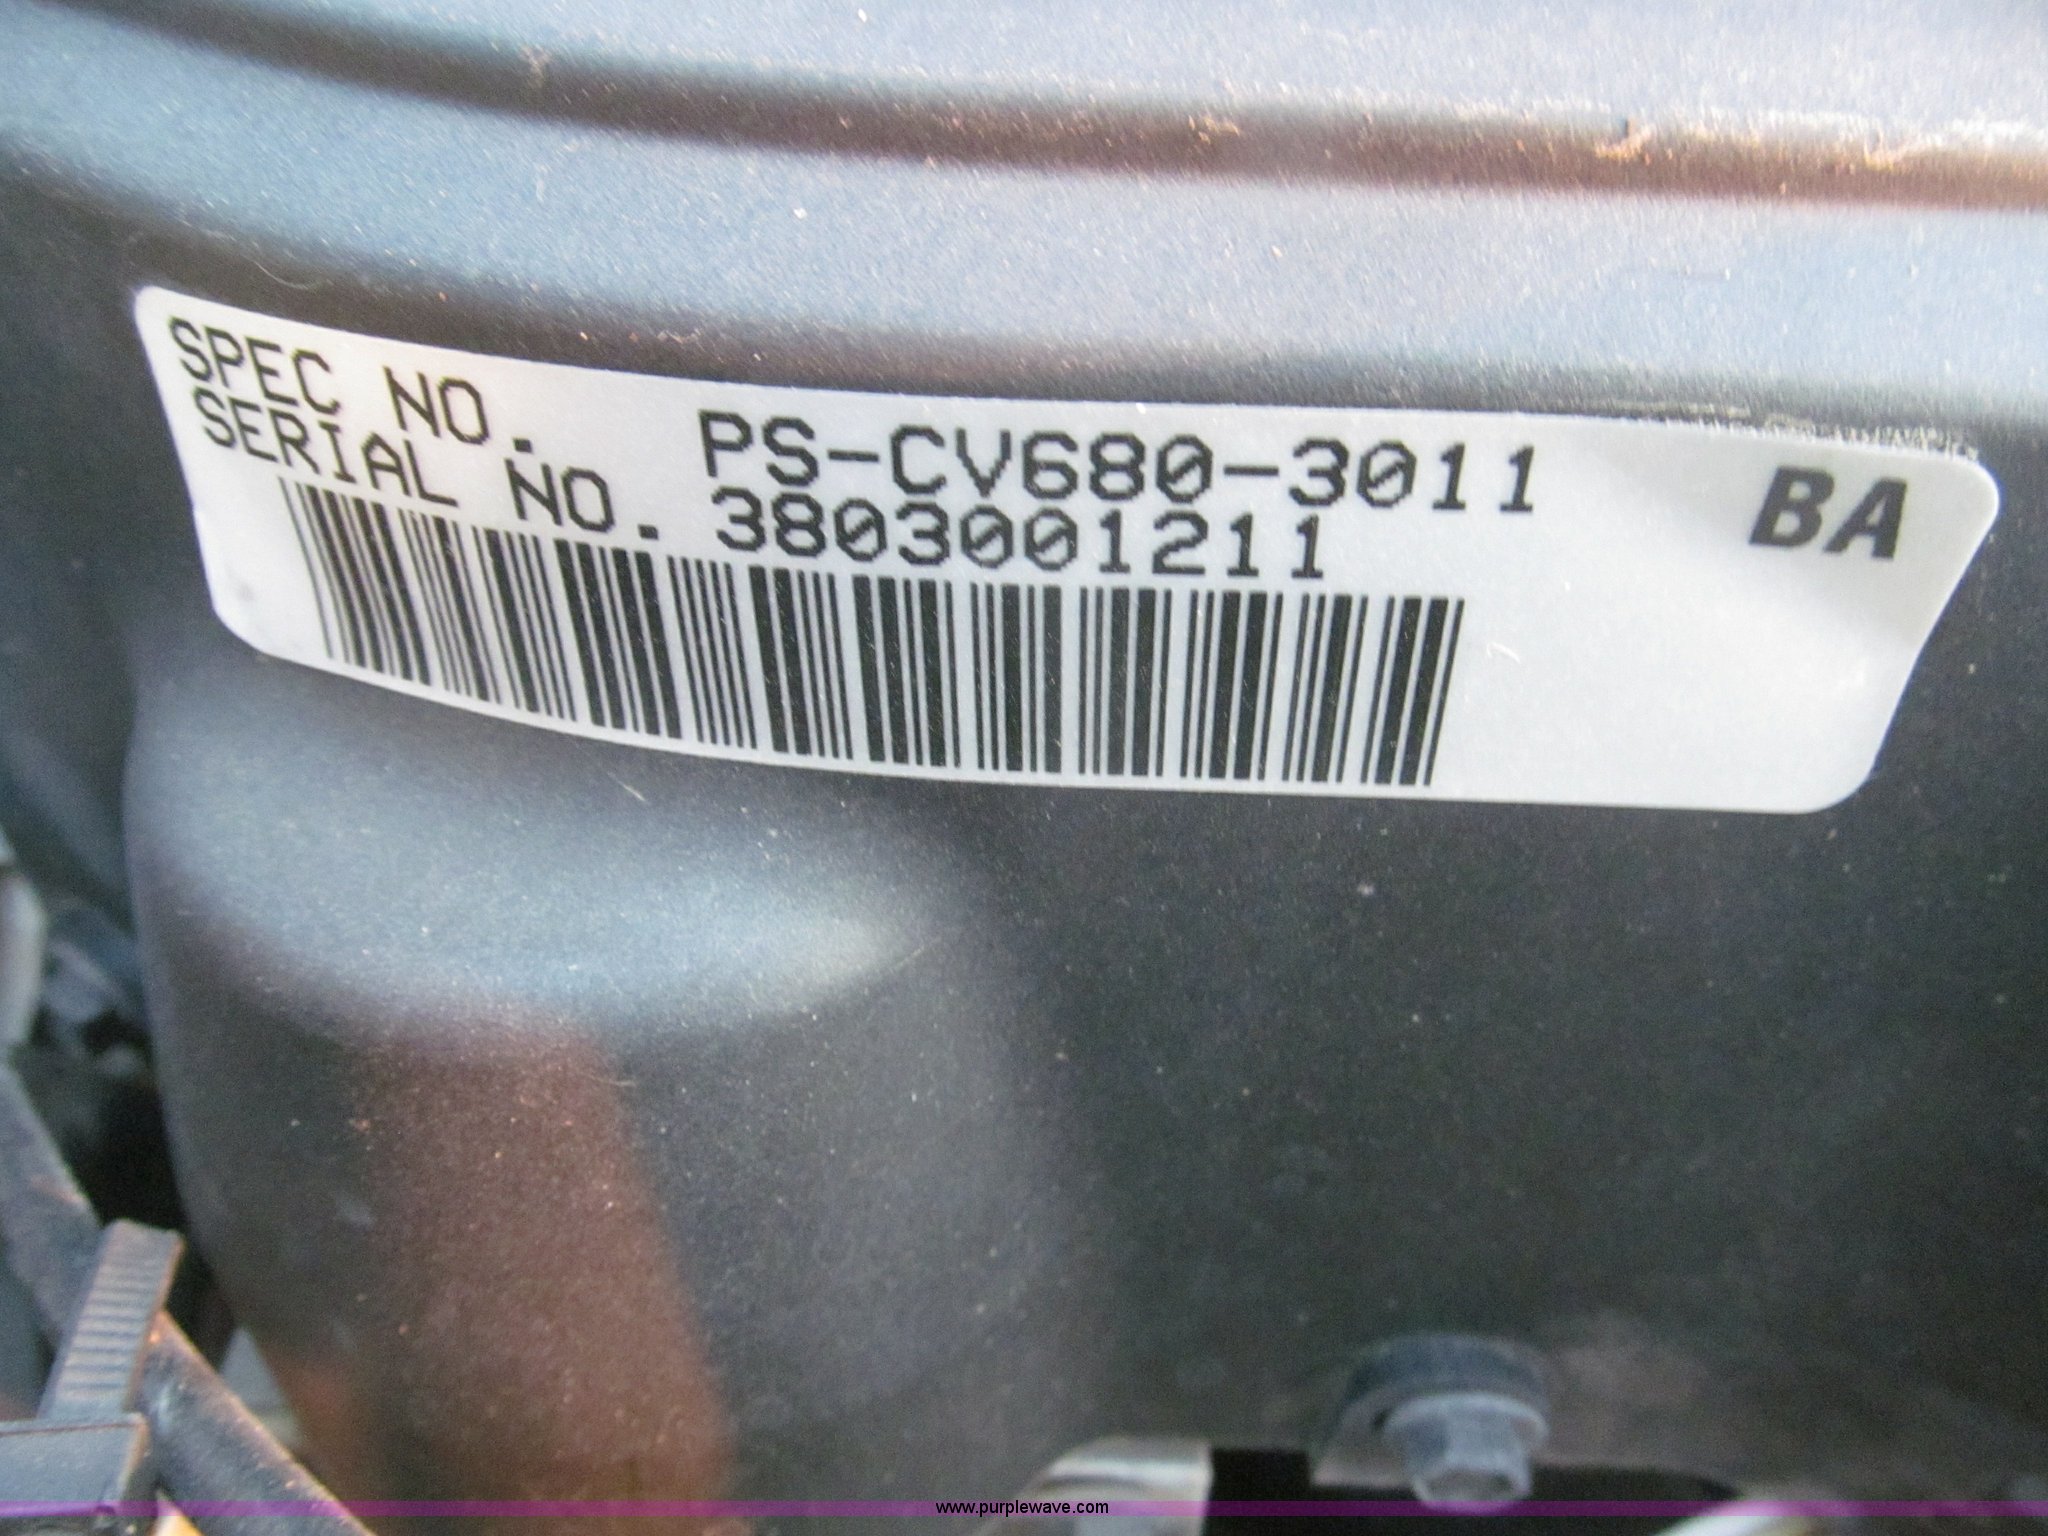 SPEC NO. PS-CV680-3011 BA
SERIAL NO. 3803001211
www.purplewave.com